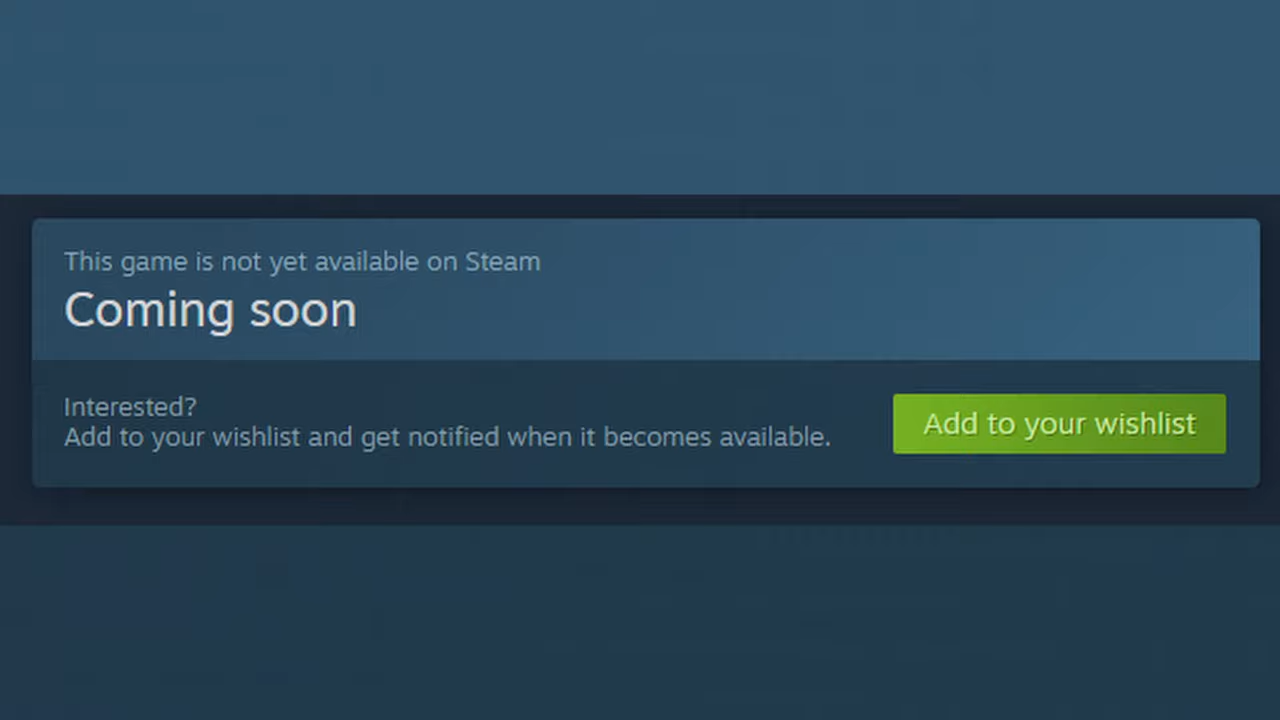 This game is not yet available on Steam
Coming soon
Interested?
Add to your wishlist and get notified when it becomes available.
Add to your wishlist